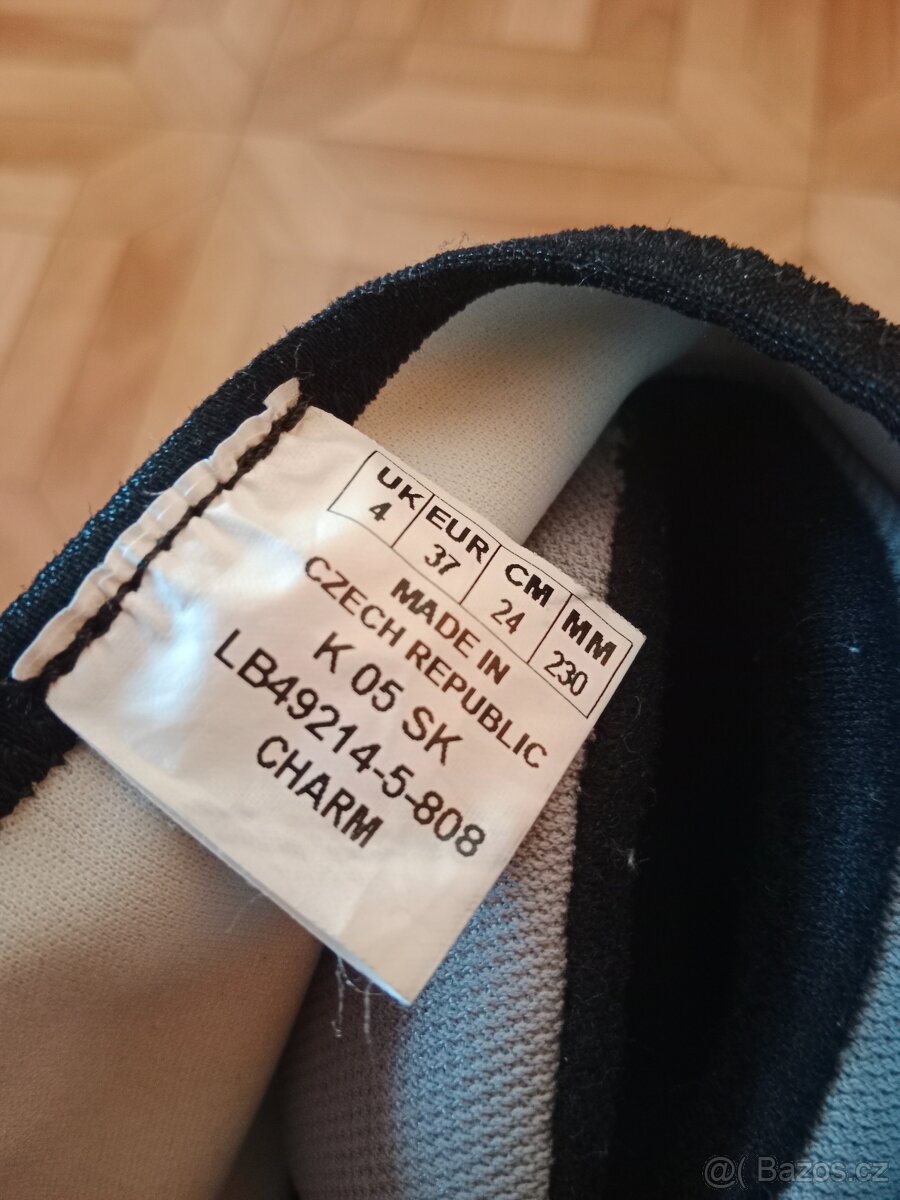 UK EUR CM MM
4 37 24 230
MADE IN
CZECH REPUBLIC
K 05 SK
LB49214-5-808
CHARM
@( Bazos.cz